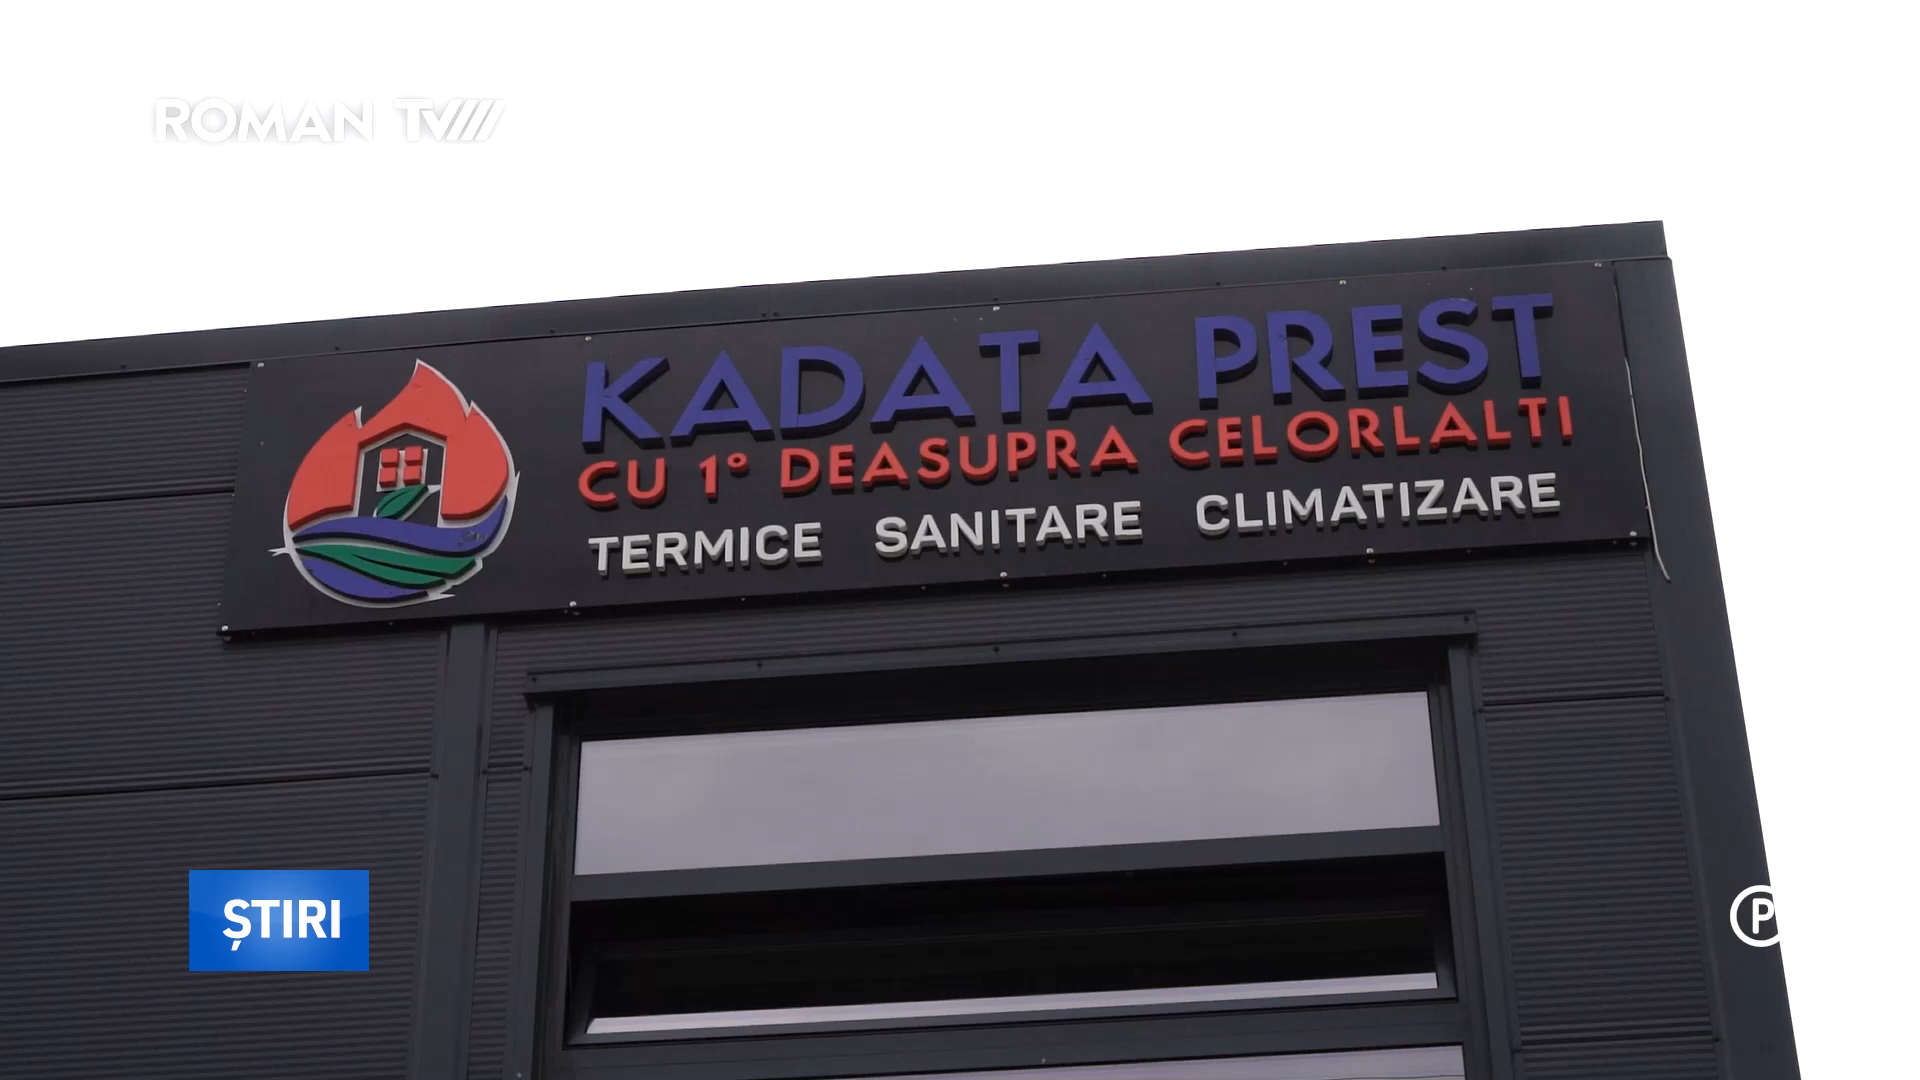 ROMAN TV
KADATA PREST
CU 1° DEASUPRA CELORLALTI
TERMICE SANITARE CLIMATIZARE
ȘTIRI
P